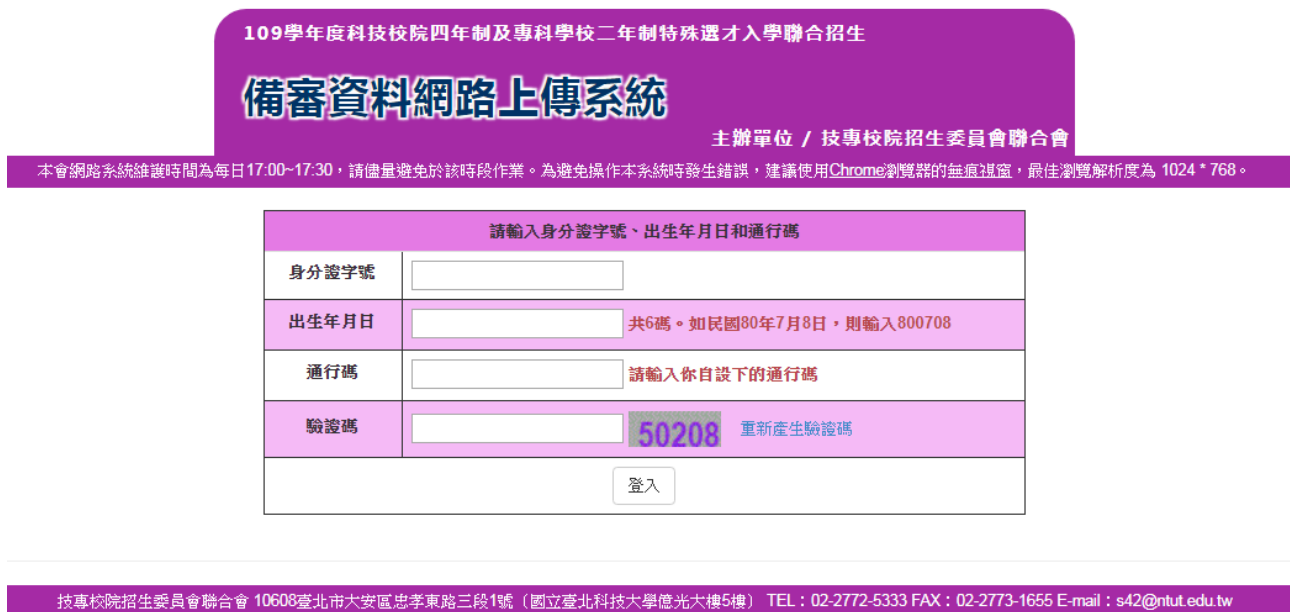 109學年度科技校院四年制及專科學校二年制特殊選才入學聯合招生
備審資料網路上傳系統
主辦單位 / 技專校院招生委員會聯合會
本會網路系統維護時間為每日17:00~17:30，請儘量避免於該時段作業。為避免操作本系統時發生錯誤，建議使用Chrome瀏覽器的無痕視窗，最佳瀏覽解析度為 1024 * 768。
請輸入身分證字號、出生年月日和通行碼
身分證字號
出生年月日 共6碼。如民國80年7月8日，則輸入800708
通行碼 請輸入你自設下的通行碼
驗證碼 50208 重新產生驗證碼
登入
技專校院招生委員會聯合會 10608臺北市大安區忠孝東路三段1號（國立臺北科技大學億光大樓5樓） TEL：02-2772-5333 FAX：02-2773-1655 E-mail：s42@ntut.edu.tw